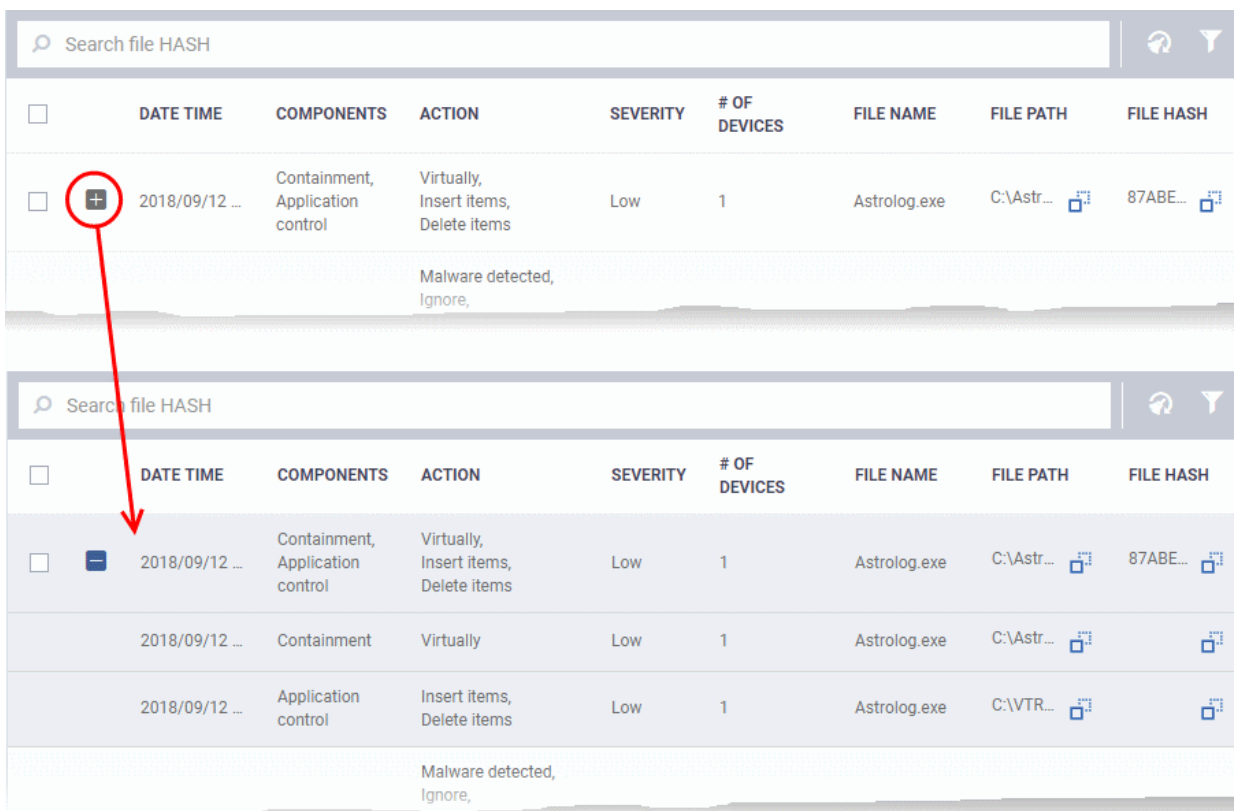 Search file HASH
DATE TIME COMPONENTS ACTION SEVERITY # OF DEVICES FILE NAME FILE PATH FILE HASH
2018/09/12 ... Containment, Application control Virtually, Insert items, Delete items Low 1 Astrolog.exe C:\Astr... 87ABE...
Malware detected,
Ignore,
Search file HASH
DATE TIME COMPONENTS ACTION SEVERITY # OF DEVICES FILE NAME FILE PATH FILE HASH
2018/09/12 ... Containment, Application control Virtually, Insert items, Delete items Low 1 Astrolog.exe C:\Astr... 87ABE...
2018/09/12 ... Containment Virtually Low 1 Astrolog.exe C:\Astr...
2018/09/12 ... Application control Insert items, Delete items Low 1 Astrolog.exe C:\VTR...
Malware detected,
Ignore,